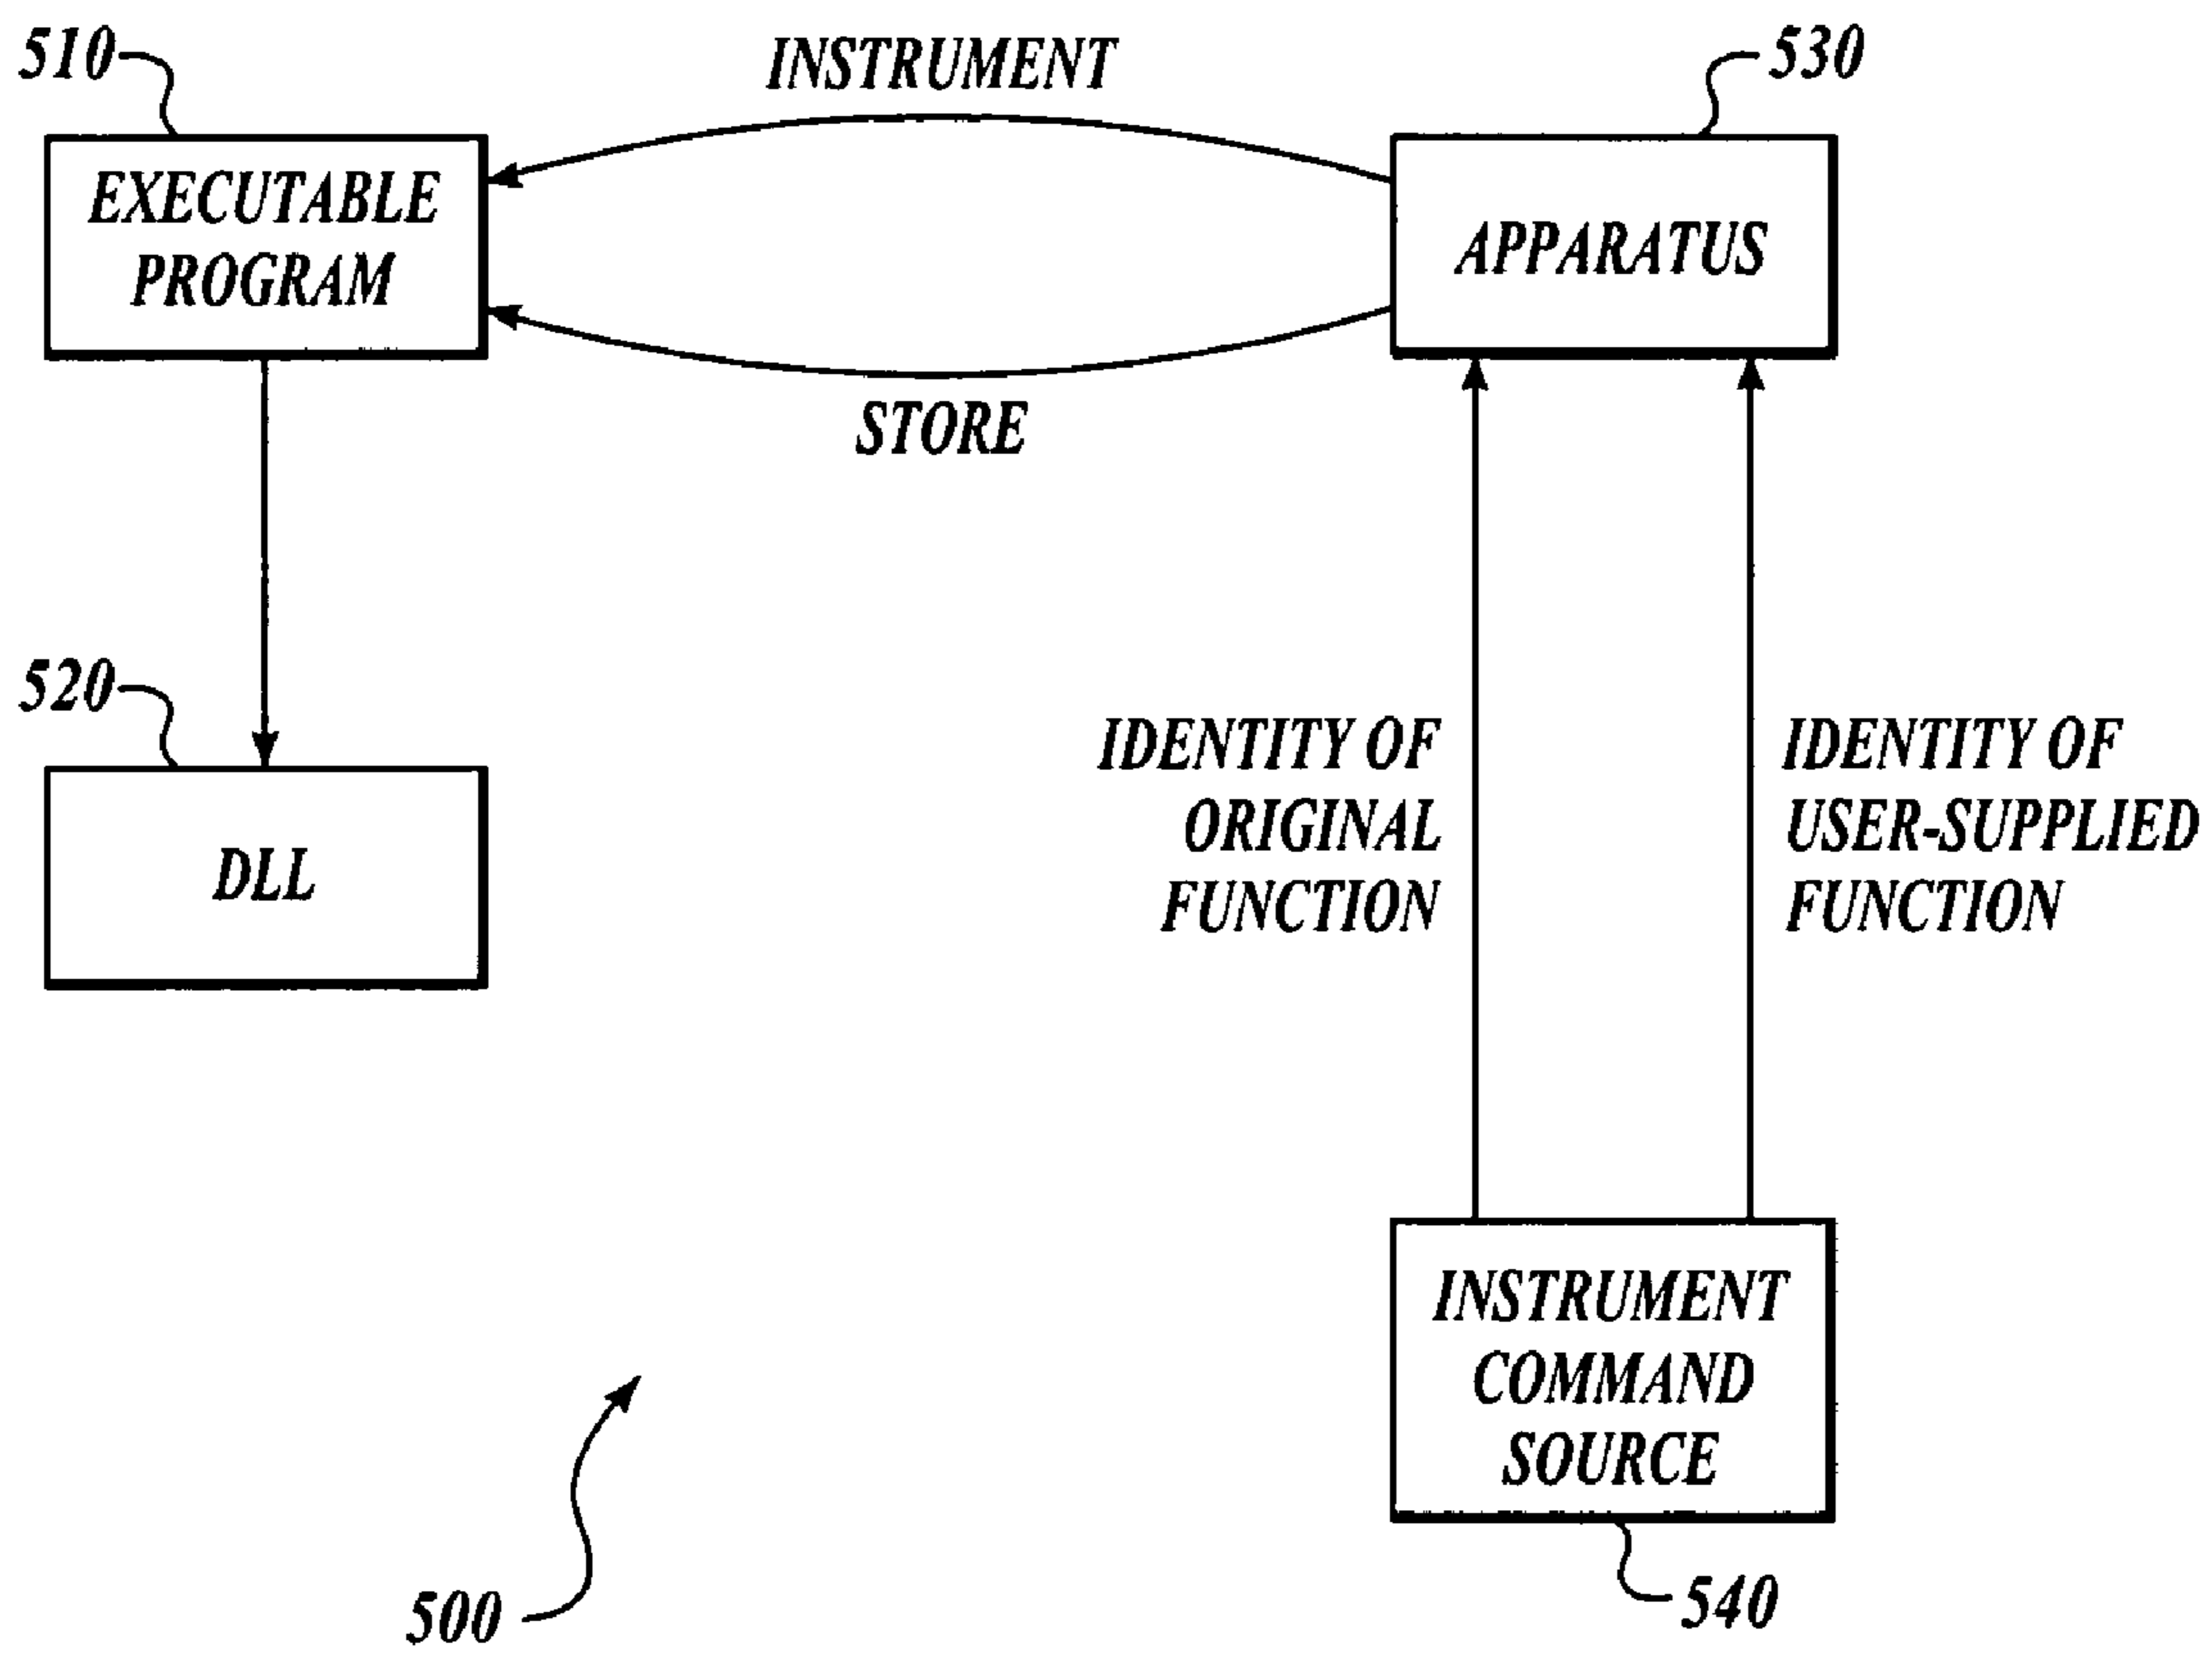 510
INSTRUMENT
530
EXECUTABLE
PROGRAM
APPARATUS
STORE
520
DLL
IDENTITY OF
ORIGINAL
FUNCTION
IDENTITY OF
USER-SUPPLIED
FUNCTION
INSTRUMENT
COMMAND
SOURCE
500
540